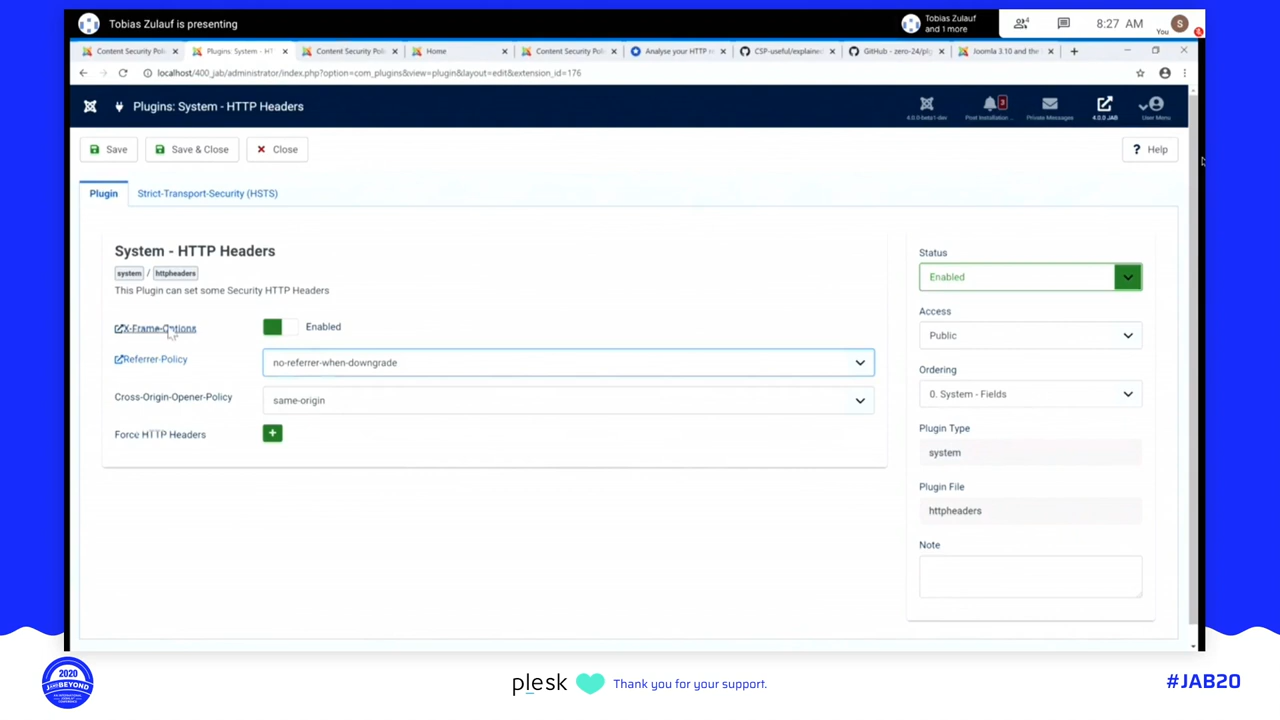 Tobias Zulauf is presenting
Tobias Zulauf
and 1 more
4
8:27 AM
You
S
Content Security Poli
Plugins: System - HT
Content Security Poli
Home
Content Security Poli
Analyse your HTTP r
CSP-useful/explained
GitHub - zero-24/plg
Joomla 3.10 and the
localhost/400_jab/administrator/index.php?option=com_plugins&view=plugin&layout=edit&extension_id=176
Plugins: System - HTTP Headers
3
4.0.0-beta1-dev
Post Installation ...
Private Messages
4.0.0 JAB
User Menu
Save
Save & Close
Close
? Help
Plugin
Strict-Transport-Security (HSTS)
System - HTTP Headers
system / httpheaders
This Plugin can set some Security HTTP Headers
X-Frame-Options
Enabled
Referrer-Policy
no-referrer-when-downgrade
Cross-Origin-Opener-Policy
same-origin
Force HTTP Headers
+
Status
Enabled
Access
Public
Ordering
0. System - Fields
Plugin Type
system
Plugin File
httpheaders
Note
2020
JANDBEYOND
plesk
Thank you for your support.
#JAB20